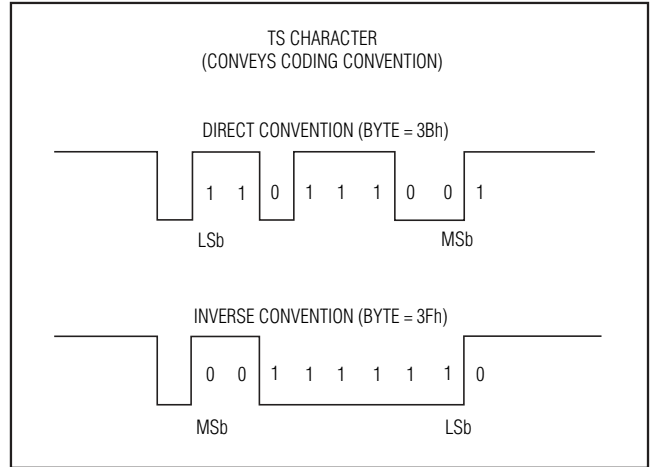 TS CHARACTER
(CONVEYS CODING CONVENTION)
DIRECT CONVENTION (BYTE = 3Bh)
1 1 0 1 1 1 0 0 1
LSb MSb
INVERSE CONVENTION (BYTE = 3Fh)
0 0 1 1 1 1 1 1 0
MSb LSb